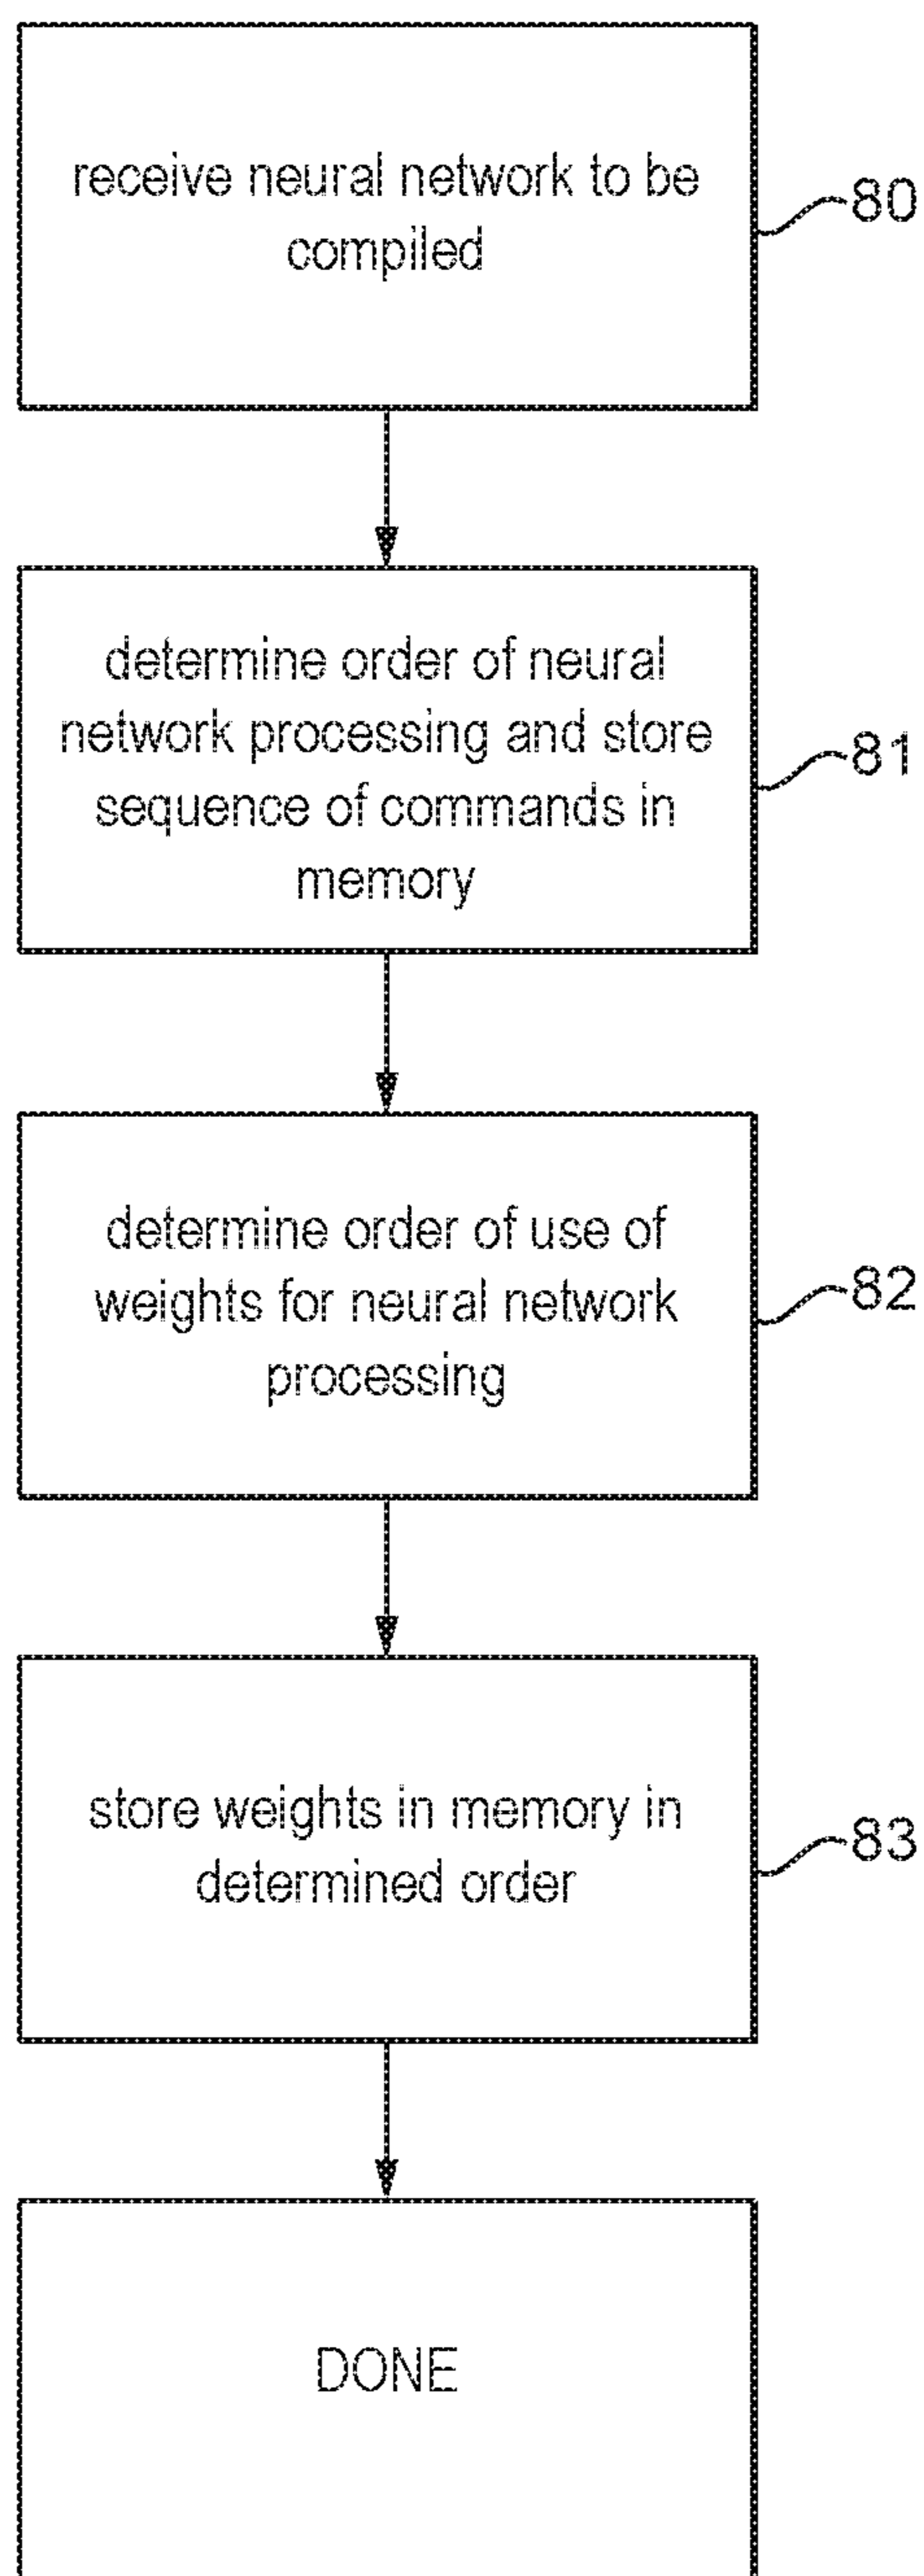 receive neural network to be
compiled
80
determine order of neural
network processing and store
sequence of commands in
memory
81
determine order of use of
weights for neural network
processing
82
store weights in memory in
determined order
83
DONE